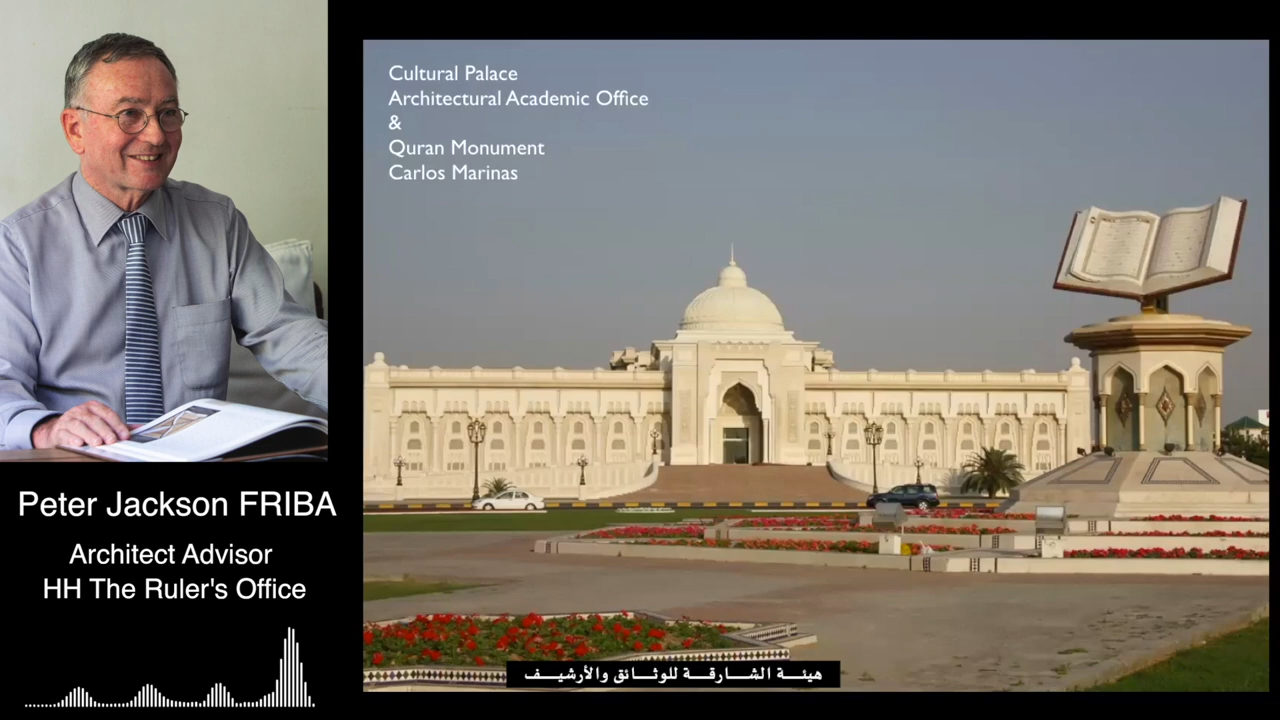 Cultural Palace
Architectural Academic Office
&
Quran Monument
Carlos Marinas
Peter Jackson FRIBA
Architect Advisor
HH The Ruler's Office
هيئة الشارقة للوثائق والأرشيف